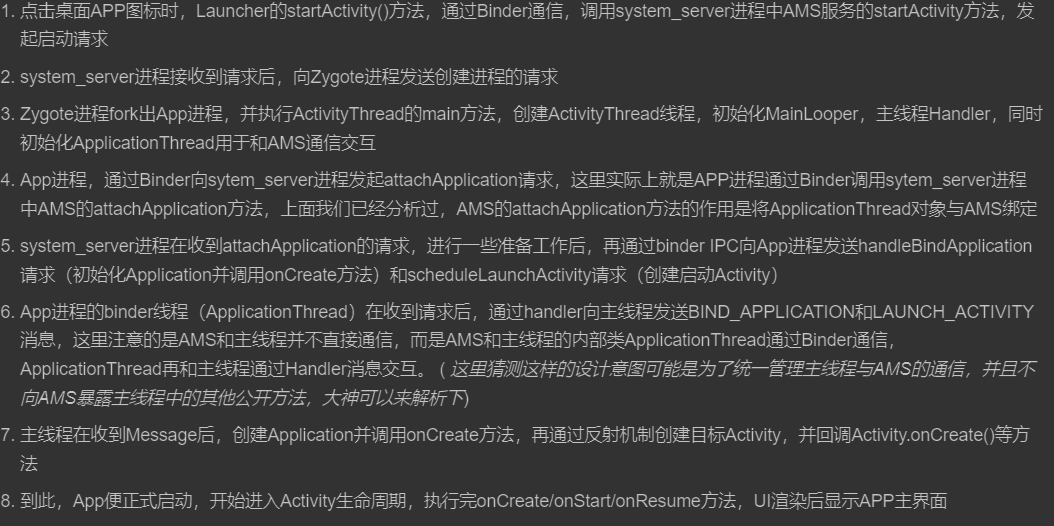 1. 点击桌面APP图标时，Launcher的startActivity()方法，通过Binder通信，调用system_server进程中AMS服务的startActivity方法，发
起启动请求
2. system_server进程接收到请求后，向Zygote进程发送创建进程的请求
3. Zygote进程fork出App进程，并执行ActivityThread的main方法，创建ActivityThread线程，初始化MainLooper，主线程Handler，同时
初始化ApplicationThread用于和AMS通信交互
4. App进程，通过Binder向sytem_server进程发起attachApplication请求，这里实际上就是APP进程通过Binder调用sytem_server进程
中AMS的attachApplication方法，上面我们已经分析过，AMS的attachApplication方法的作用是将ApplicationThread对象与AMS绑定
5. system_server进程在收到attachApplication的请求，进行一些准备工作后，再通过binder IPC向App进程发送handleBindApplication
请求（初始化Application并调用onCreate方法）和scheduleLaunchActivity请求（创建启动Activity）
6. App进程的binder线程（ApplicationThread）在收到请求后，通过handler向主线程发送BIND_APPLICATION和LAUNCH_ACTIVITY
消息，这里注意的是AMS和主线程并不直接通信，而是AMS和主线程的内部类ApplicationThread通过Binder通信，
ApplicationThread再和主线程通过Handler消息交互。 ( 这里猜测这样的设计意图可能是为了统一管理主线程与AMS的通信，并且不
向AMS暴露主线程中的其他公开方法，大神可以来解析下)
7. 主线程在收到Message后，创建Application并调用onCreate方法，再通过反射机制创建目标Activity，并回调Activity.onCreate()等方
法
8. 到此，App便正式启动，开始进入Activity生命周期，执行完onCreate/onStart/onResume方法，UI渲染后显示APP主界面